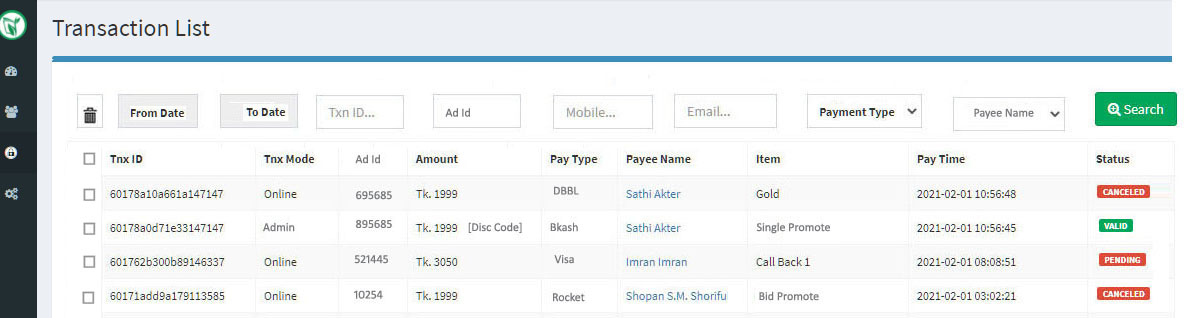 Transaction List
From Date To Date Txn ID... Ad Id Mobile... Email... Payment Type Payee Name Search
Tnx ID Tnx Mode Ad Id Amount Pay Type Payee Name Item Pay Time Status
60178a10a661a147147 Online 695685 Tk. 1999 DBBL Sathi Akter Gold 2021-02-01 10:56:48 CANCELED
60178a0d71e33147147 Admin 895685 Tk. 1999 [Disc Code] Bkash Sathi Akter Single Promote 2021-02-01 10:56:45 VALID
601762b300b89146337 Online 521445 Tk. 3050 Visa Imran Imran Call Back 1 2021-02-01 08:08:51 PENDING
60171add9a179113585 Online 10254 Tk. 1999 Rocket Shopan S.M. Shorifu Bid Promote 2021-02-01 03:02:21 CANCELED